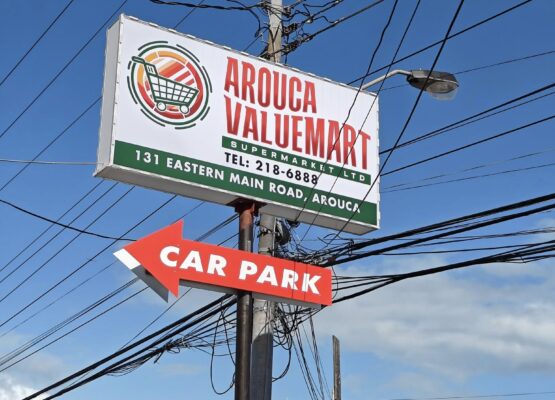 AROUCA
VALUEMART
SUPERMARKET LTD
TEL: 218-6888
131 EASTERN MAIN ROAD, AROUCA
CAR PARK